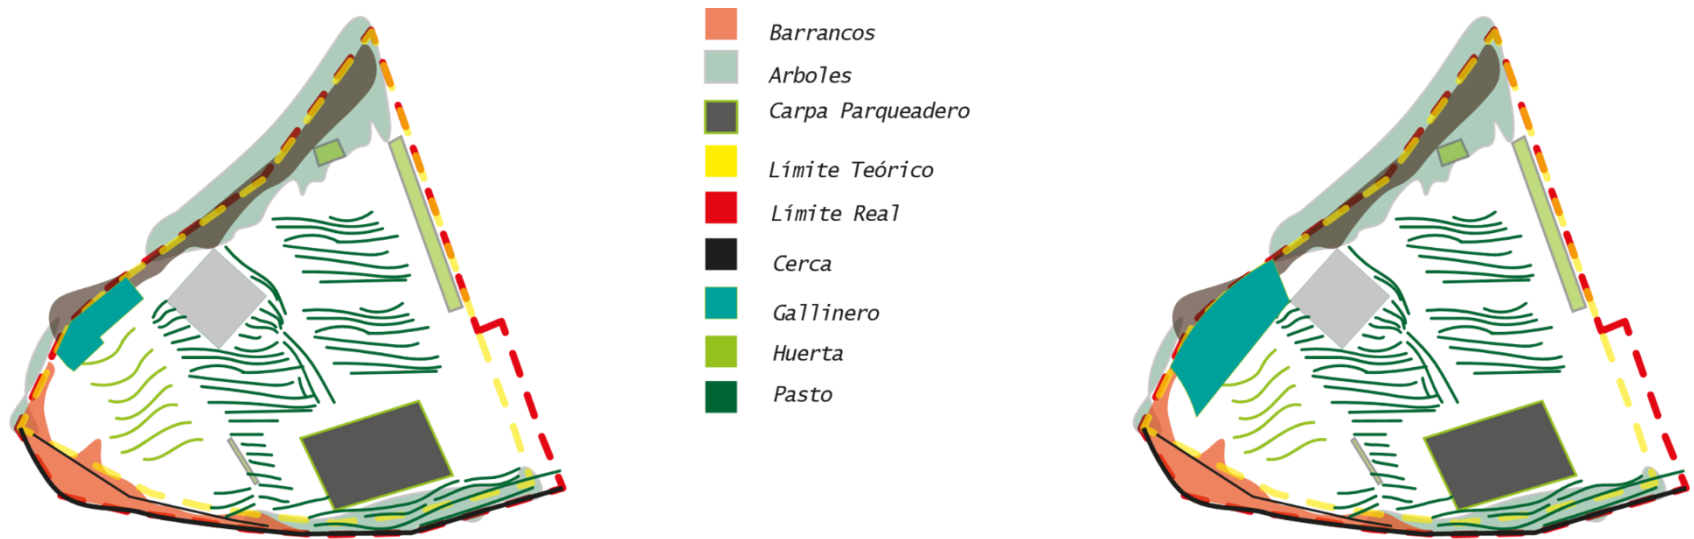 Barrancos
Arboles
Carpa Parqueadero
Límite Teórico
Límite Real
Cerca
Gallinero
Huerta
Pasto